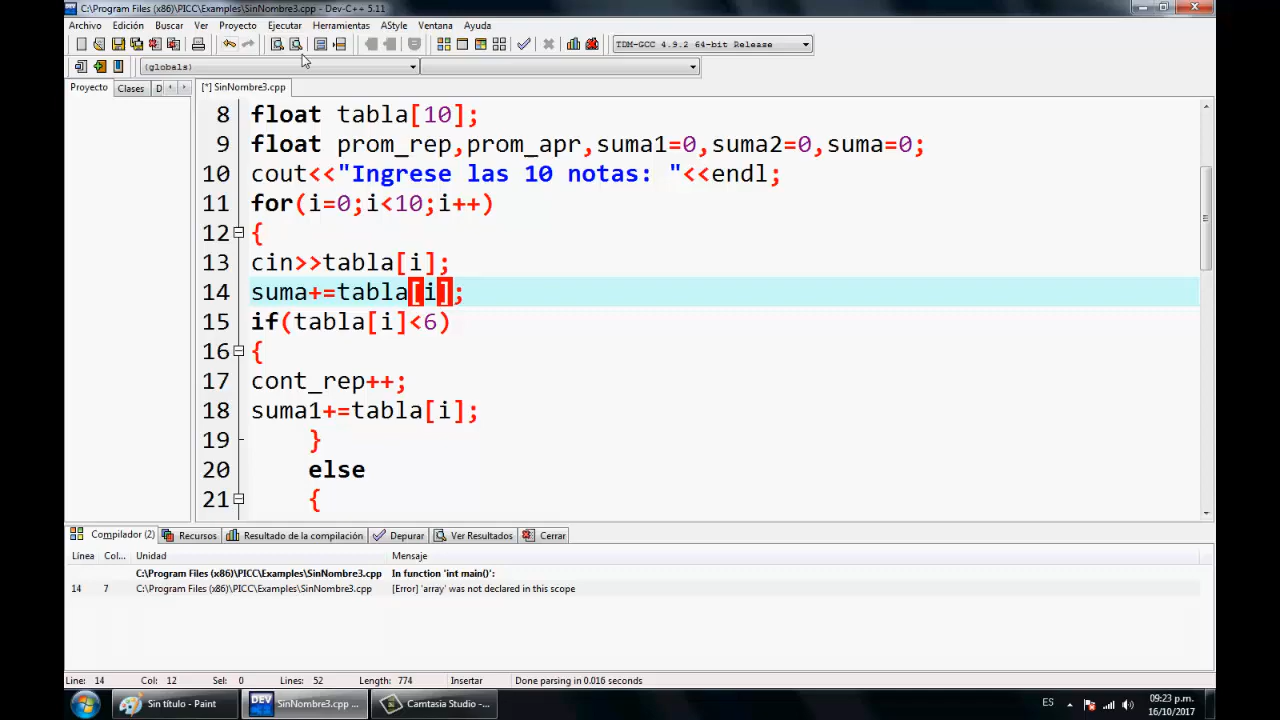 C:\Program Files (x86)\PICC\Examples\SinNombre3.cpp - Dev-C++ 5.11
Archivo Edición Buscar Ver Proyecto Ejecutar Herramientas AStyle Ventana Ayuda
TDM-GCC 4.9.2 64-bit Release
(globals)
Proyecto Clases D [*] SinNombre3.cpp
8 float tabla[10];
9 float prom_rep,prom_apr,suma1=0,suma2=0,suma=0;
10 cout<<"Ingrese las 10 notas: "<<endl;
11 for(i=0;i<10;i++)
12 {
13 cin>>tabla[i];
14 suma+=tabla[i];
15 if(tabla[i]<6)
16 {
17 cont_rep++;
18 suma1+=tabla[i];
19 }
20 else
21 {
Compilador (2) Recursos Resultado de la compilación Depurar Ver Resultados Cerrar
Línea Col... Unidad Mensaje
C:\Program Files (x86)\PICC\Examples\SinNombre3.cpp In function 'int main()':
14 7 C:\Program Files (x86)\PICC\Examples\SinNombre3.cpp [Error] 'array' was not declared in this scope
Line: 14 Col: 12 Sel: 0 Lines: 52 Length: 774 Insertar Done parsing in 0.016 seconds
Sin título - Paint DEV SinNombre3.cpp ... Camtasia Studio -... ES 09:23 p.m.
16/10/2017